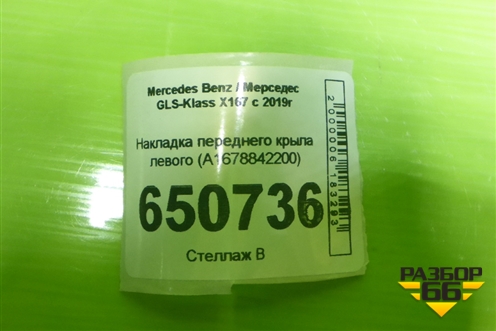 Mercedes Benz / Мерседес
GLS-Klass X167 с 2019г
Накладка переднего крыла
левого (A1678842200)
650736
Стеллаж В
2000006183293
РАЗБОР
66